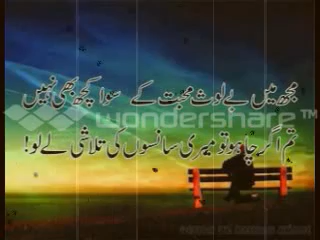 مجھ میں بے لوث محبت کے سوا کچھ بھی نہیں
wondershare™
تم اگر چاہو تو میری سانسوں کی تلاشی لے لو!